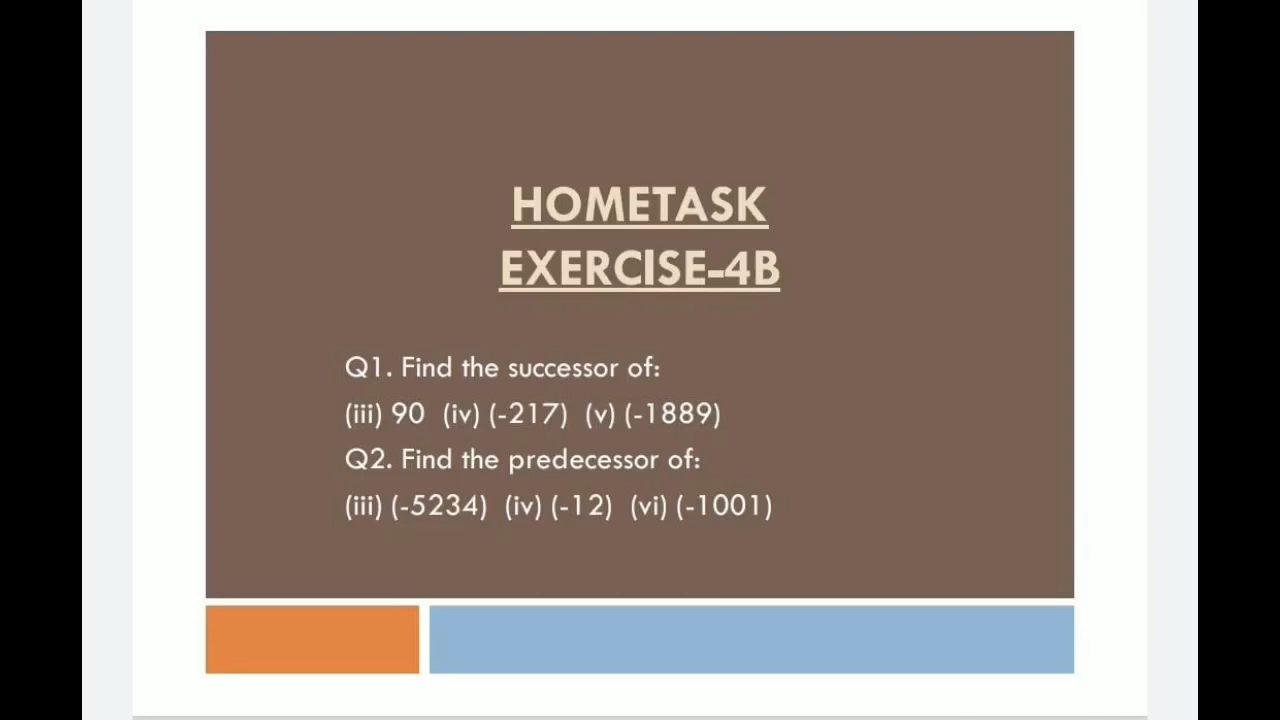 HOMETASK
EXERCISE-4B
Q1. Find the successor of:
(iii) 90 (iv) (-217) (v) (-1889)
Q2. Find the predecessor of:
(iii) (-5234) (iv) (-12) (vi) (-1001)